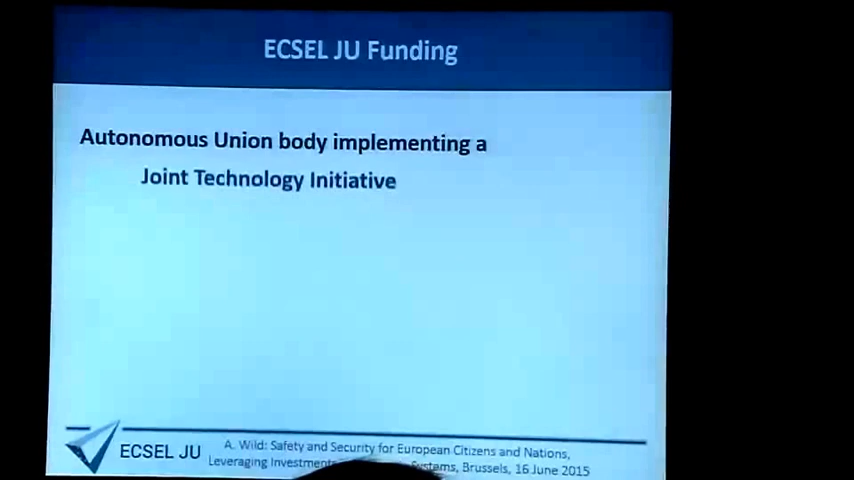 ECSEL JU Funding
Autonomous Union body implementing a
Joint Technology Initiative
ECSEL JU
A. Wild: Safety and Security for European Citizens and Nations,
Leveraging Investments Systems, Brussels, 16 June 2015